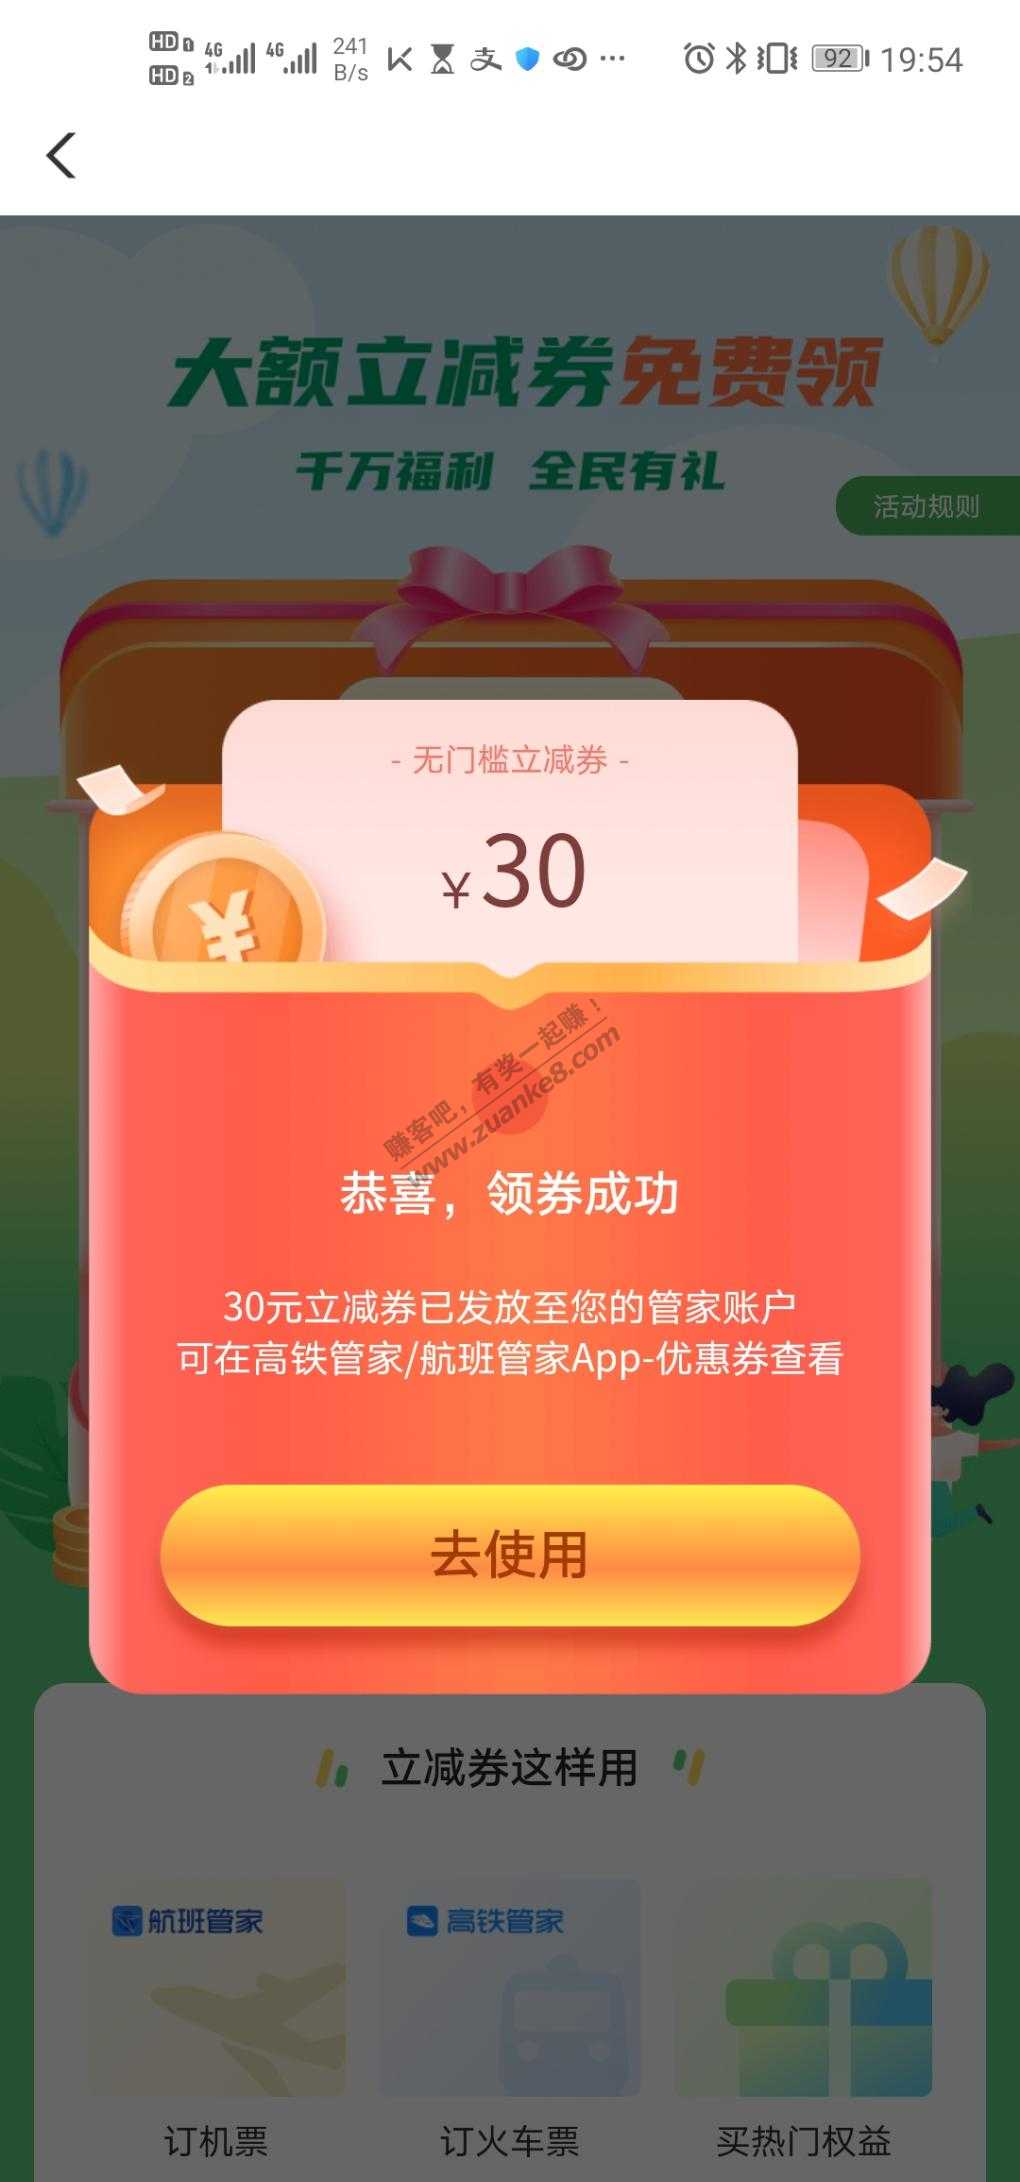 HD 1 4G 4G 241 支 92 19:54
HD 2 B/s
大额立减券免费领
千万福利 全民有礼
活动规则
- 无门槛立减券 -
¥30
¥
赚客吧，有奖一起赚！
www.zuanke8.com
恭喜，领券成功
30元立减券已发放至您的管家账户
可在高铁管家/航班管家App-优惠券查看
去使用
立减券这样用
航班管家 高铁管家
订机票 订火车票 买热门权益